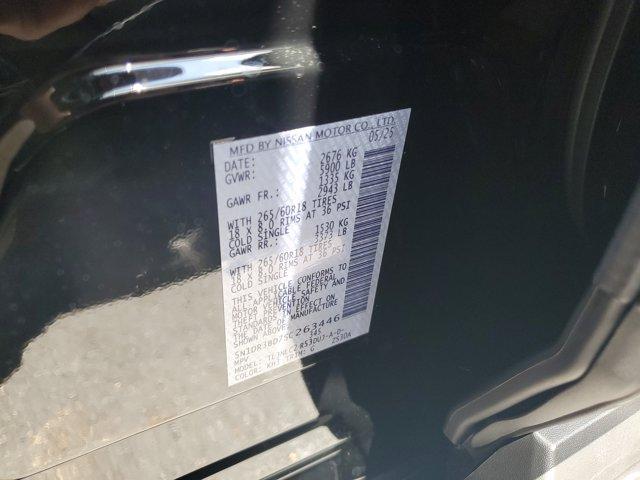 MFD BY NISSAN MOTOR CO., LTD.
DATE: 05/25
GVWR: 2676 KG
5900 LB
GAWR FR.: 1335 KG
2943 LB
WITH 265/60R18 TIRES
18 X 8.0 RIMS AT 36 PSI
COLD SINGLE
GAWR RR.: 1530 KG
3373 LB
WITH 265/60R18 TIRES
18 X 8.0 RIMS AT 36 PSI
COLD SINGLE
THIS VEHICLE CONFORMS TO
ALL APPLICABLE FEDERAL
MOTOR VEHICLE SAFETY AND
STANDARDS IN EFFECT ON
THE DATE OF MANUFACTURE
SHOWN ABOVE.
5N1DR3BD7SC263446
MPV 345
MODEL:
COLOR: KH3 TRIM: G